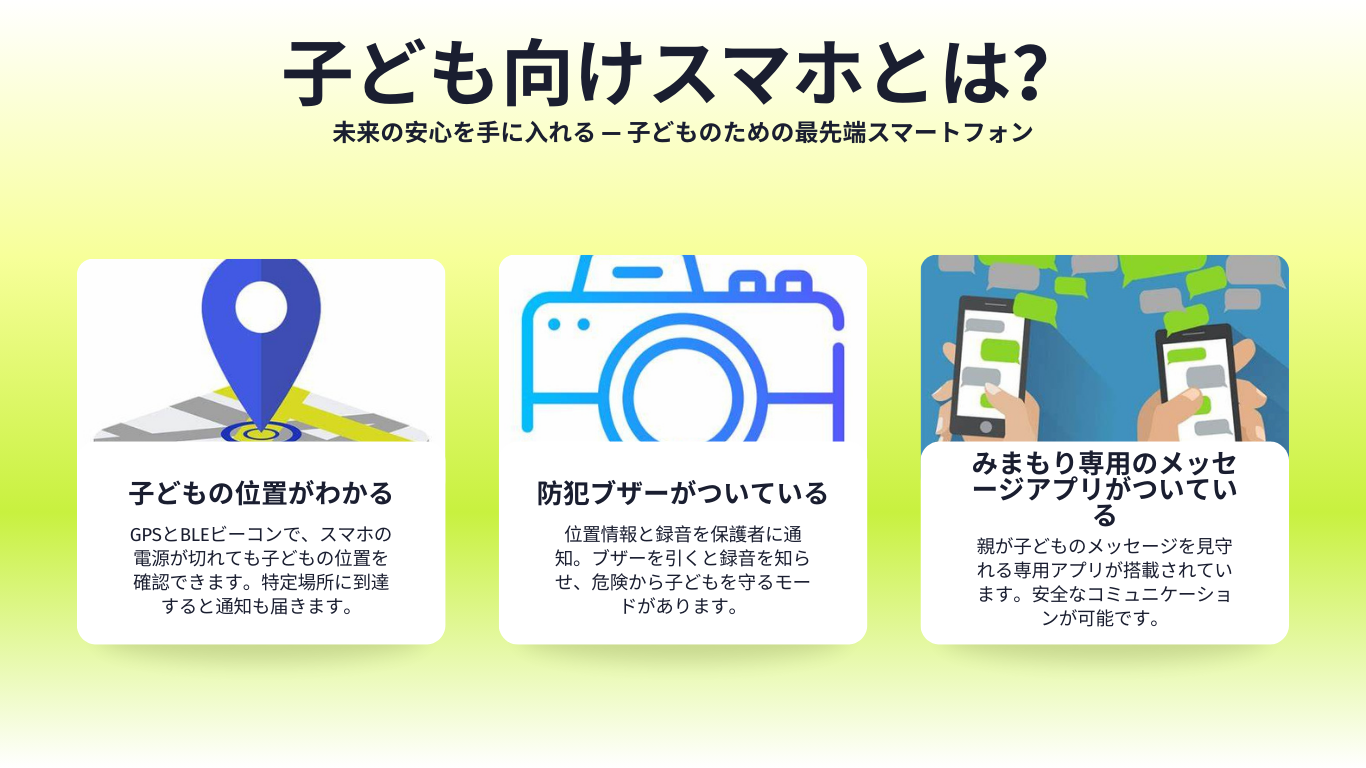 子ども向けスマホとは?
未来の安心を手に入れる – 子どものための最先端スマートフォン
子どもの位置がわかる
GPSとBLEビーコンで、スマホの
電源が切れても子どもの位置を
確認できます。特定場所に到達
すると通知も届きます。
防犯ブザーがついている
位置情報と録音を保護者に通
知。ブザーを引くと録音を知ら
せ、危険から子どもを守るモー
ドがあります。
みまもり専用のメッセ
ージアプリがついてい
る
親が子どものメッセージを見守
れる専用アプリが搭載されてい
ます。安全なコミュニケーショ
ンが可能です。